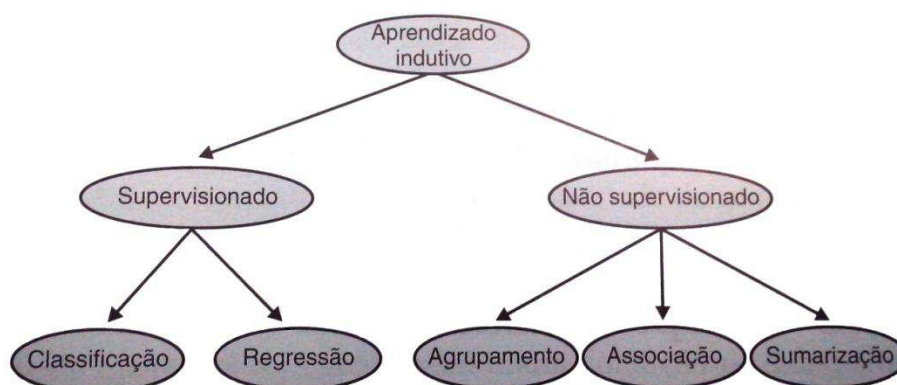 Aprendizado
indutivo
Supervisionado
Não supervisionado
Classificação
Regressão
Agrupamento
Associação
Sumarização